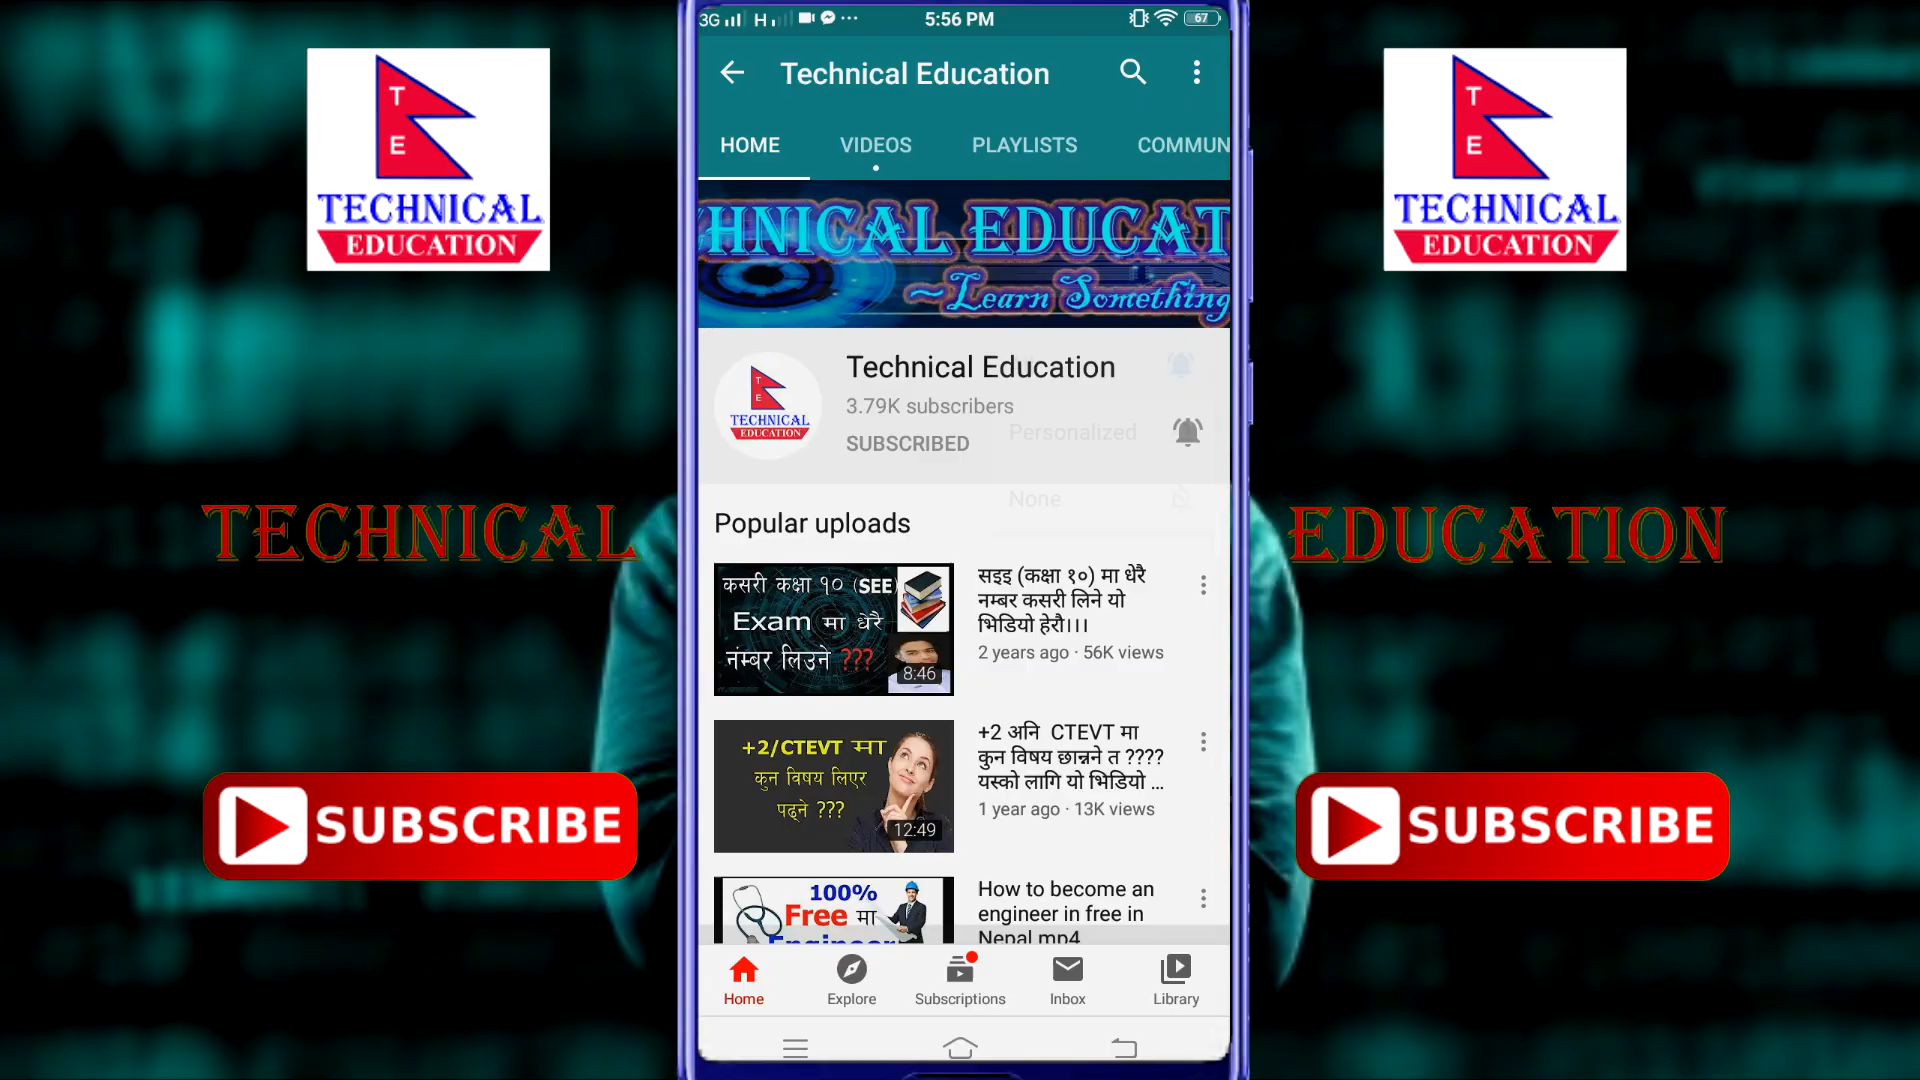 3G H 5:56 PM 67
Technical Education
HOME VIDEOS PLAYLISTS COMMUN
HNICAL EDUCAT
~Learn Something
T
E
TECHNICAL
EDUCATION
T
E
TECHNICAL
EDUCATION
T
E
TECHNICAL
EDUCATION
Technical Education
3.79K subscribers
SUBSCRIBED
Personalized
None
TECHNICAL
EDUCATION
Popular uploads
कसरी कक्षा १० (SEE)
Exam मा धेरै
नंम्बर लिउने ???
8:46
सइइ (कक्षा १०) मा धेरै
नम्बर कसरी लिने यो
भिडियो हेरौ।।।
2 years ago · 56K views
+2/CTEVT मा
कुन विषय लिएर
पढ्ने ???
12:49
+2 अनि CTEVT मा
कुन विषय छान्नने त ????
यस्को लागि यो भिडियो ...
1 year ago · 13K views
SUBSCRIBE
SUBSCRIBE
100%
Free मा
Engineer
How to become an
engineer in free in
Nepal.mp4
Home Explore Subscriptions Inbox Library